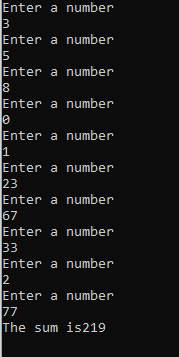 Enter a number
3
Enter a number
5
Enter a number
8
Enter a number
0
Enter a number
1
Enter a number
23
Enter a number
67
Enter a number
33
Enter a number
2
Enter a number
77
The sum is219